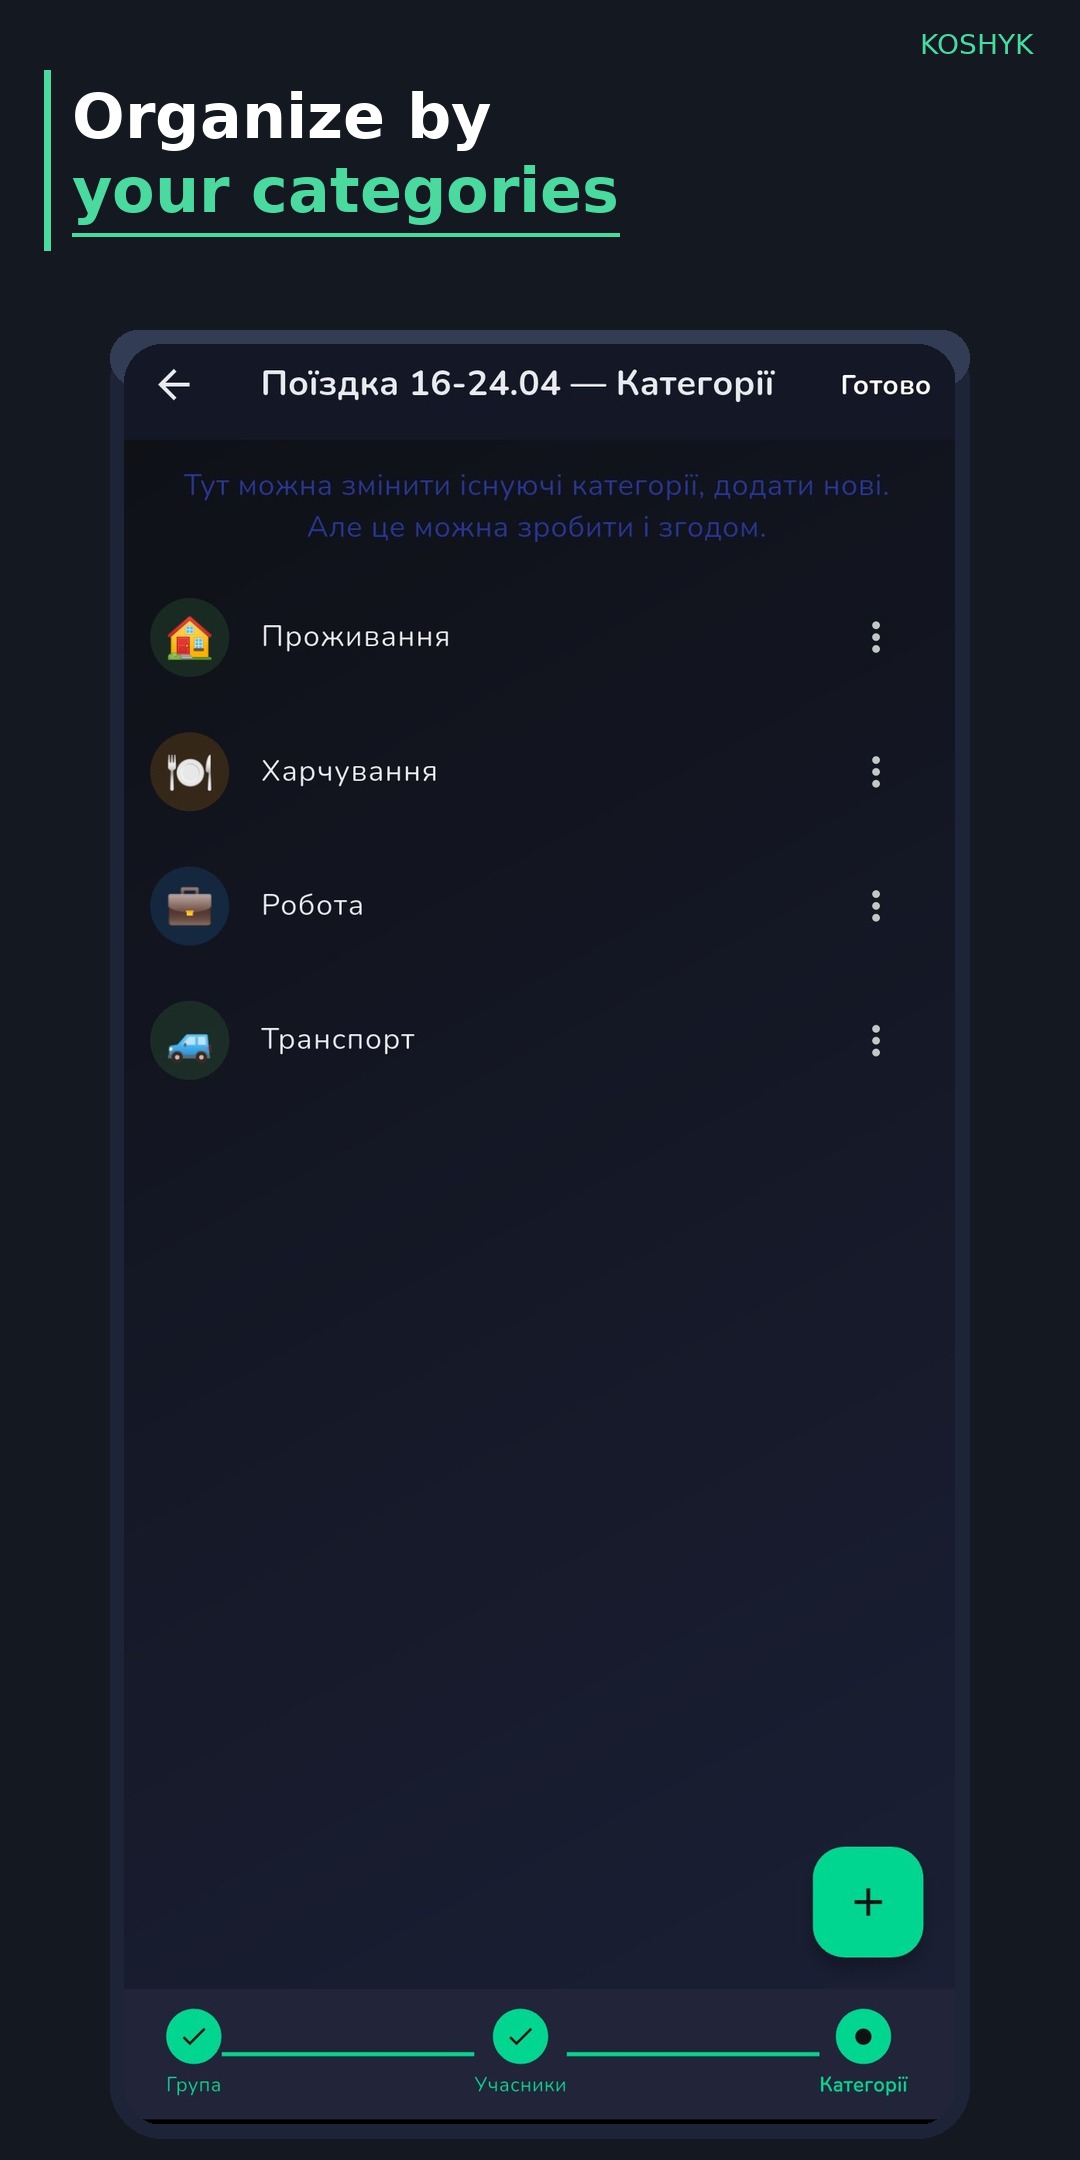 KOSHYK
Organize by
your categories
Поїздка 16-24.04 — Категорії
Готово
Тут можна змінити існуючі категорії, додати нові.
Але це можна зробити і згодом.
Проживання
Харчування
Робота
Транспорт
Група
Учасники
Категорії